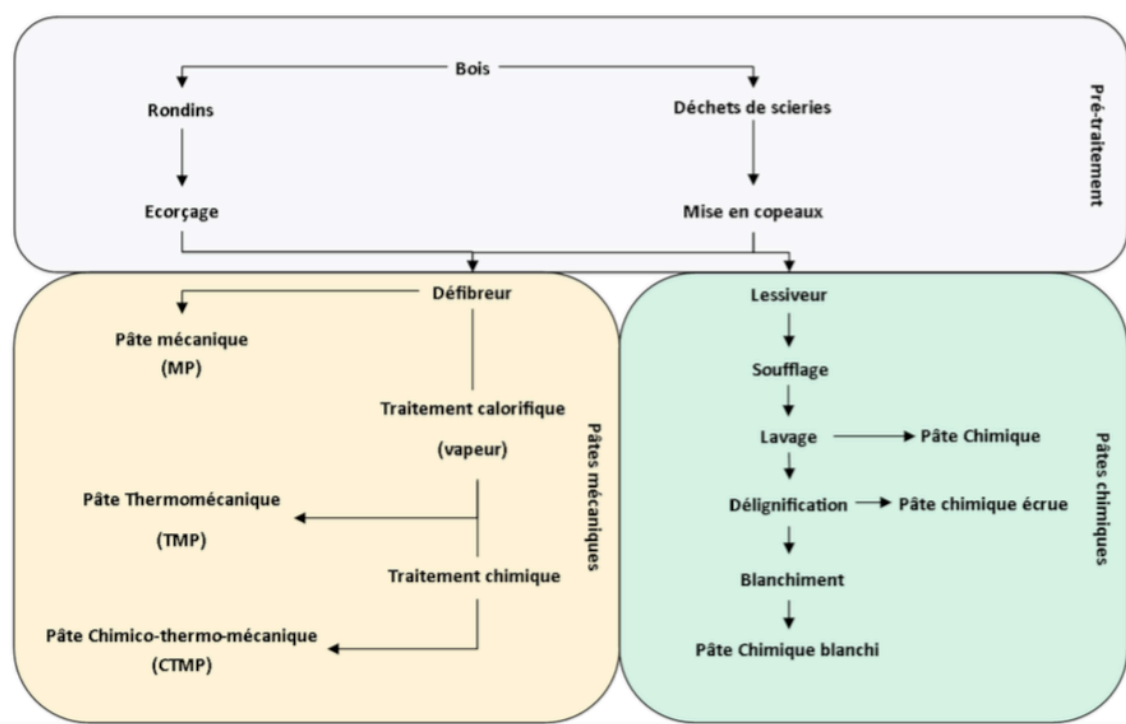 Bois
Rondins
Déchets de scieries
Ecorçage
Mise en copeaux
Pré-traitement
Défibreur
Pâte mécanique
(MP)
Traitement calorifique
(vapeur)
Pâte Thermomécanique
(TMP)
Traitement chimique
Pâte Chimico-thermo-mécanique
(CTMP)
Pâtes mécaniques
Lessiveur
Soufflage
Lavage
Pâte Chimique
Délignification
Pâte chimique écrue
Blanchiment
Pâte Chimique blanchi
Pâtes chimiques